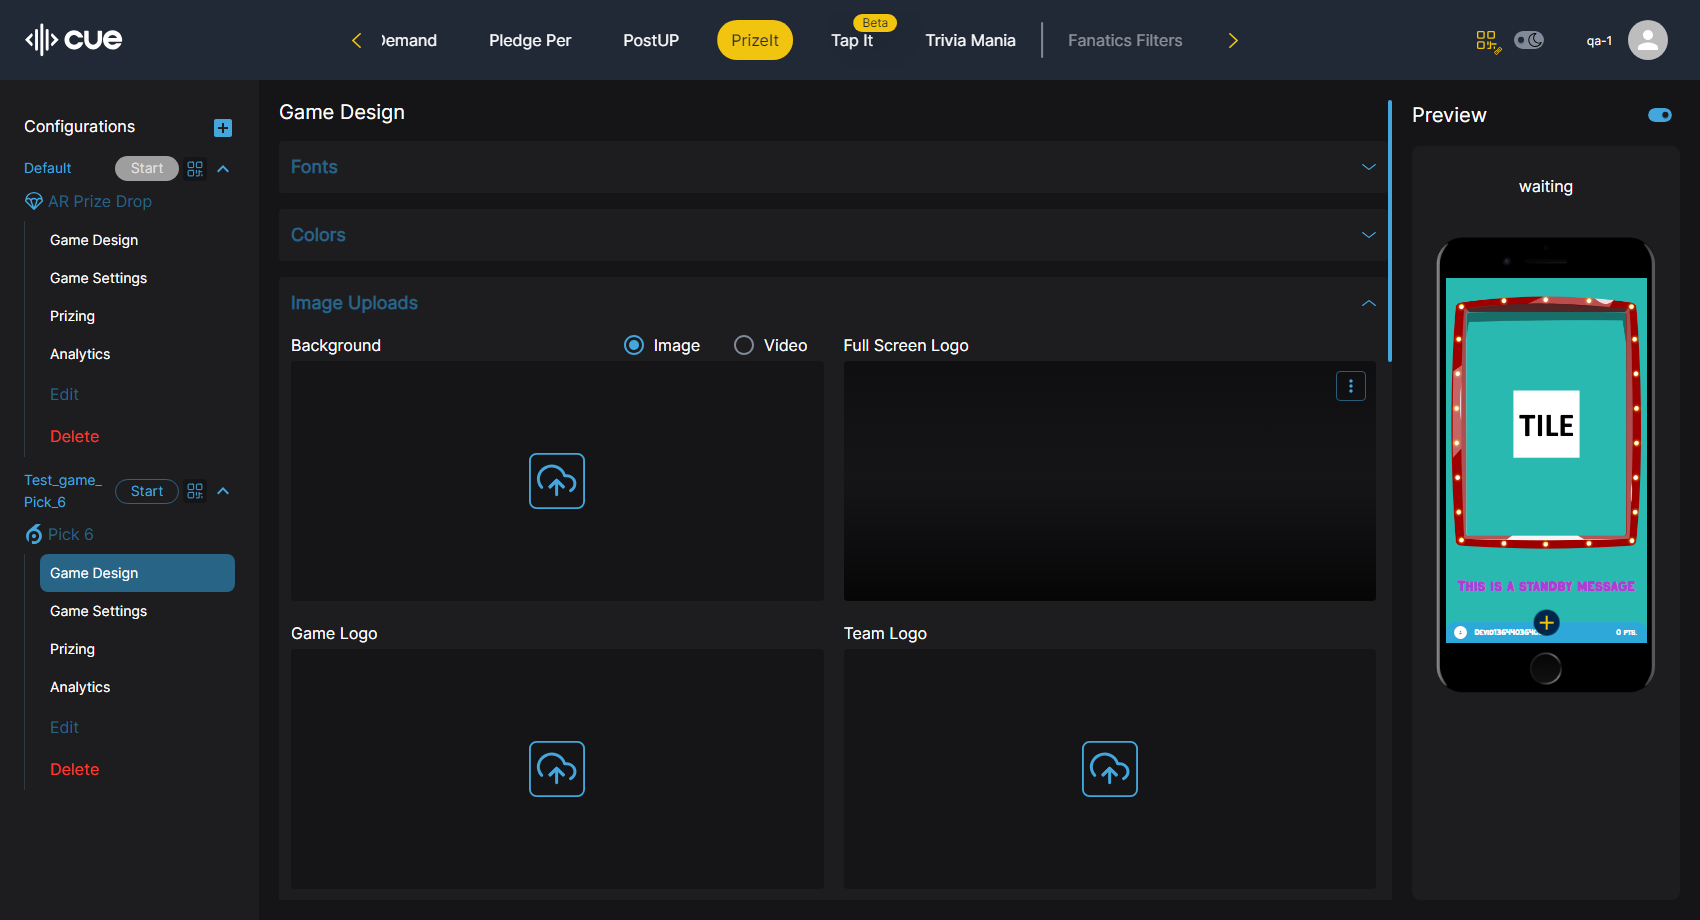 cue
Demand
Pledge Per
PostUP
PrizeIt
Beta
Tap It
Trivia Mania
Fanatics Filters
qa-1
Configurations
Default
Start
AR Prize Drop
Game Design
Game Settings
Prizing
Analytics
Edit
Delete
Test_game_
Pick_6
Start
Pick 6
Game Design
Game Settings
Prizing
Analytics
Edit
Delete
Game Design
Fonts
Colors
Image Uploads
Background
Image
Video
Full Screen Logo
Game Logo
Team Logo
Preview
waiting
TILE
This is a standby message
0 pts.